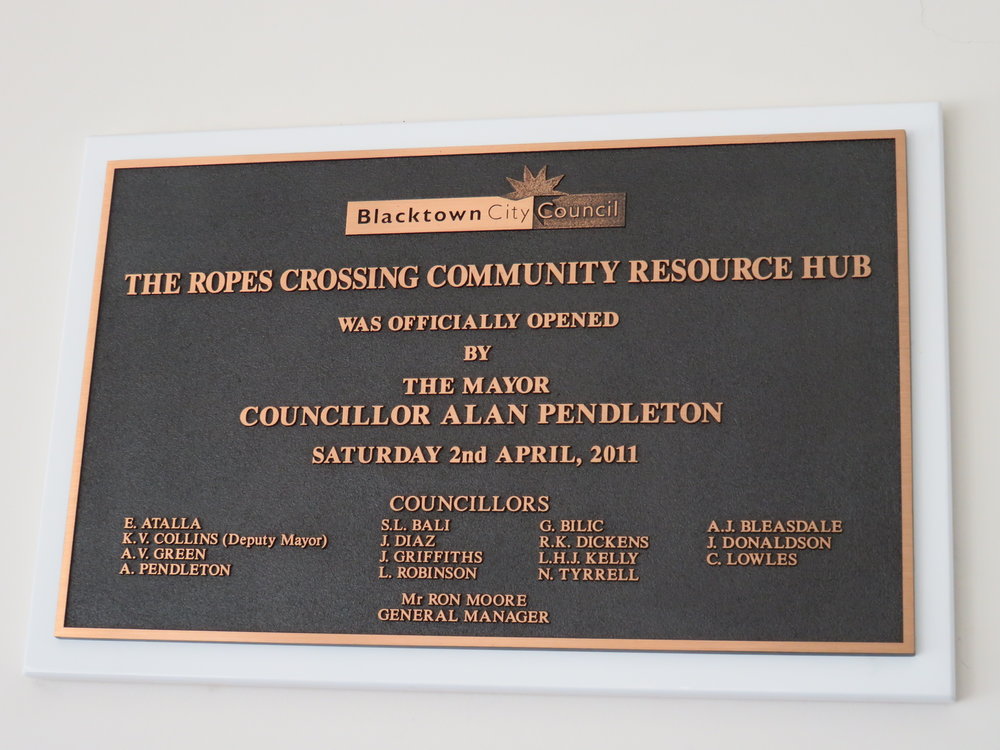 Blacktown City Council
THE ROPES CROSSING COMMUNITY RESOURCE HUB
WAS OFFICIALLY OPENED
BY
THE MAYOR
COUNCILLOR ALAN PENDLETON
SATURDAY 2nd APRIL, 2011
COUNCILLORS
E. ATALLA
K.V. COLLINS (Deputy Mayor)
A.V. GREEN
A. PENDLETON
S.L. BALI
J. DIAZ
J. GRIFFITHS
L. ROBINSON
G. BILIC
R.K. DICKENS
L.H.J. KELLY
N. TYRRELL
A.J. BLEASDALE
J. DONALDSON
C. LOWLES
Mr RON MOORE
GENERAL MANAGER